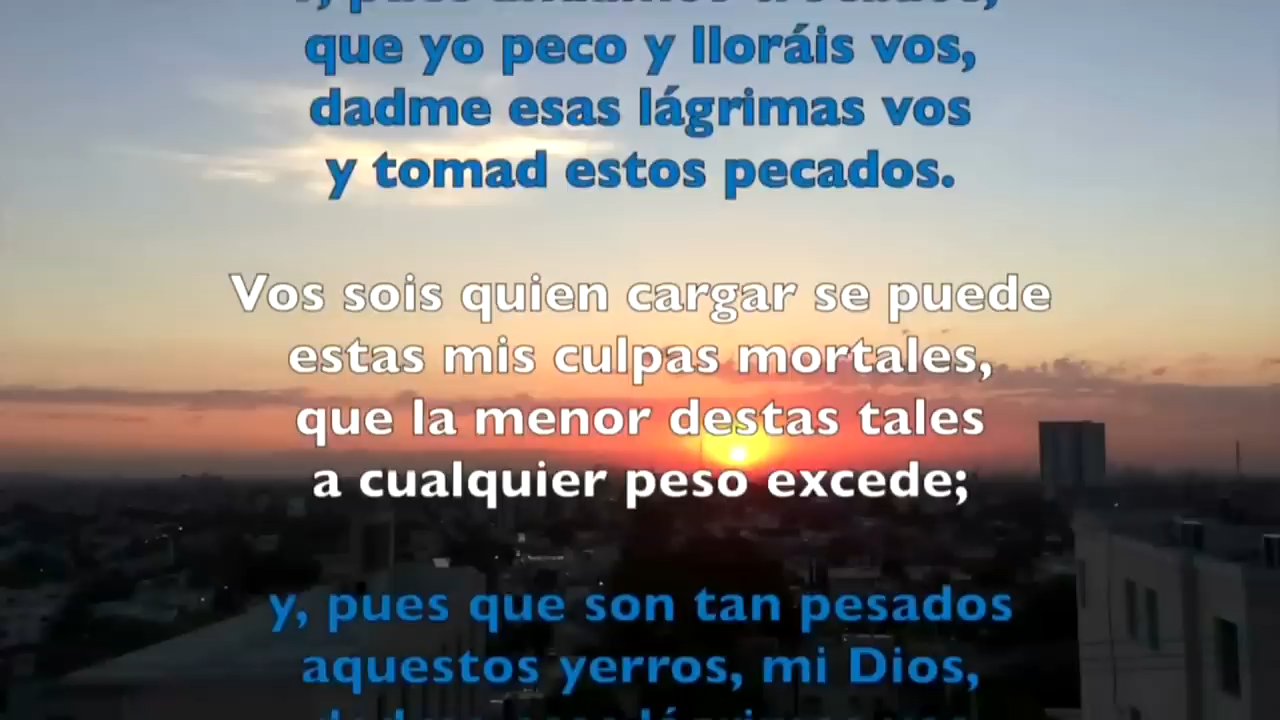 que yo peco y lloráis vos,
dadme esas lágrimas vos
y tomad estos pecados.
Vos sois quien cargar se puede
estas mis culpas mortales,
que la menor destas tales
a cualquier peso excede;
y, pues que son tan pesados
aquestos yerros, mi Dios,